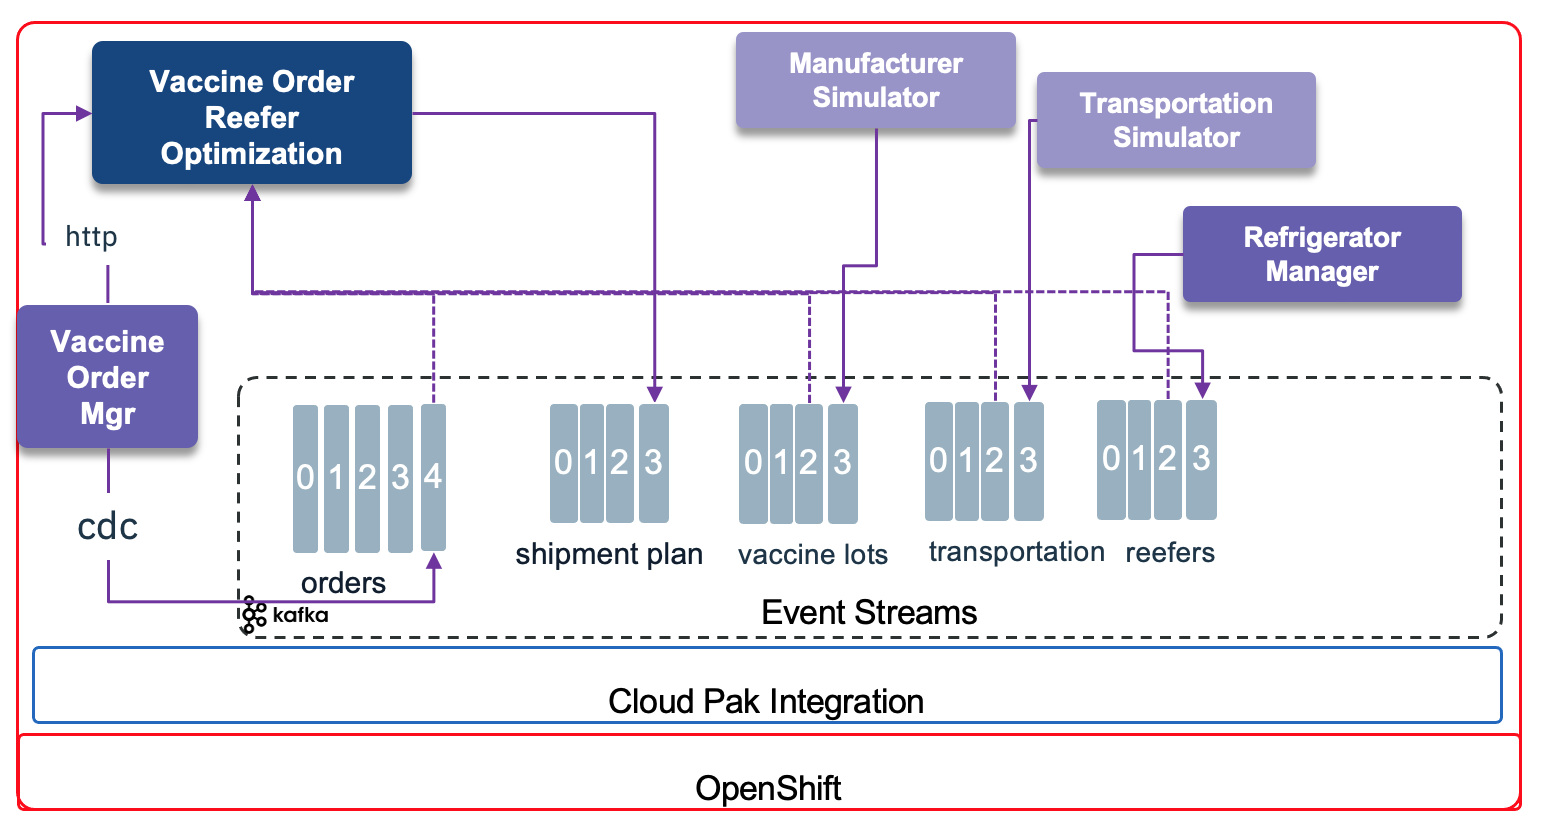 Vaccine Order
Reefer
Optimization
Manufacturer
Simulator
Transportation
Simulator
http
Refrigerator
Manager
Vaccine
Order
Mgr
0 1 2 3 4
0 1 2 3
0 1 2 3
0 1 2 3
0 1 2 3
cdc
orders
shipment plan
vaccine lots
transportation
reefers
kafka
Event Streams
Cloud Pak Integration
OpenShift